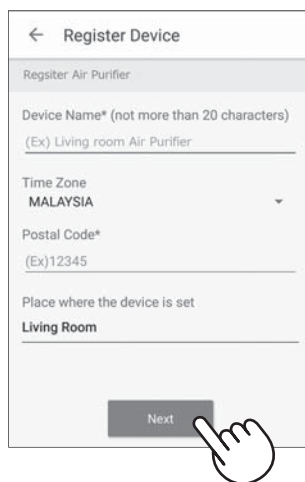 ← Register Device
Regsiter Air Purifier
Device Name* (not more than 20 characters)
(Ex) Living room Air Purifier
Time Zone
MALAYSIA
Postal Code*
(Ex)12345
Place where the device is set
Living Room
Next